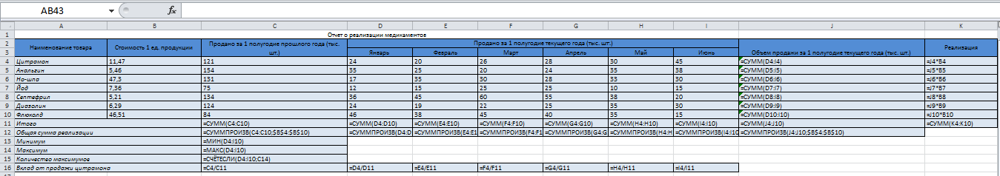 AB43 fx
A B C D E F G H I J K
1 Отчет о реализации медикаментов
2 Наименование товара Стоимость 1 ед. продукции Продано за 1 полугодие прошлого года (тыс. шт.) Продано за 1 полугодие текущего года (тыс. шт.) Объем продажи за 1 полугодие текущего года (тыс. шт.) Реализация
3 Январь Февраль Март Апрель Май Июнь
4 Цитрамон 11,47 121 24 20 26 28 30 45 =СУММ(D4:I4) =J4*B4
5 Анальгин 5,46 154 35 25 20 24 35 38 =СУММ(D5:I5) =J5*B5
6 Но-шпа 47,3 131 17 35 30 28 33 30 =СУММ(D6:I6) =J6*B6
7 Йод 7,36 75 12 15 25 25 10 15 =СУММ(D7:I7) =J7*B7
8 Септефрил 5,21 134 36 45 60 55 38 20 =СУММ(D8:I8) =J8*B8
9 Диазолин 6,29 124 24 19 22 25 35 30 =СУММ(D9:I9) =J9*B9
10 Флюколд 46,51 84 46 38 45 40 35 15 =СУММ(D10:I10) =J10*B10
11 Итого =СУММ(C4:C10) =СУММ(D4:D10) =СУММ(E4:E10) =СУММ(F4:F10) =СУММ(G4:G10) =СУММ(H4:H10) =СУММ(I4:I10) =СУММ(J4:J10) =СУММ(K4:K10)
12 Общая сумма реализации =СУММПРОИЗВ(C4:C10;$B$4:$B$10) =СУММПРОИЗВ(D4:D =СУММПРОИЗВ(E4:E1 =СУММПРОИЗВ(F4:F1 =СУММПРОИЗВ(G4:G =СУММПРОИЗВ(H4:H =СУММПРОИЗВ(I4:I10 =СУММПРОИЗВ(J4:J10;$B$4:$B$10)
13 Минимум =МИН(D4:I10)
14 Максимум =МАКС(D4:I10)
15 Количество максимумов =СЧЁТЕСЛИ(D4:I10;C14)
16 Вклад от продажи цитрамона =C4/C11 =D4/D11 =E4/E11 =F4/F11 =G4/G11 =H4/H11 =I4/I11